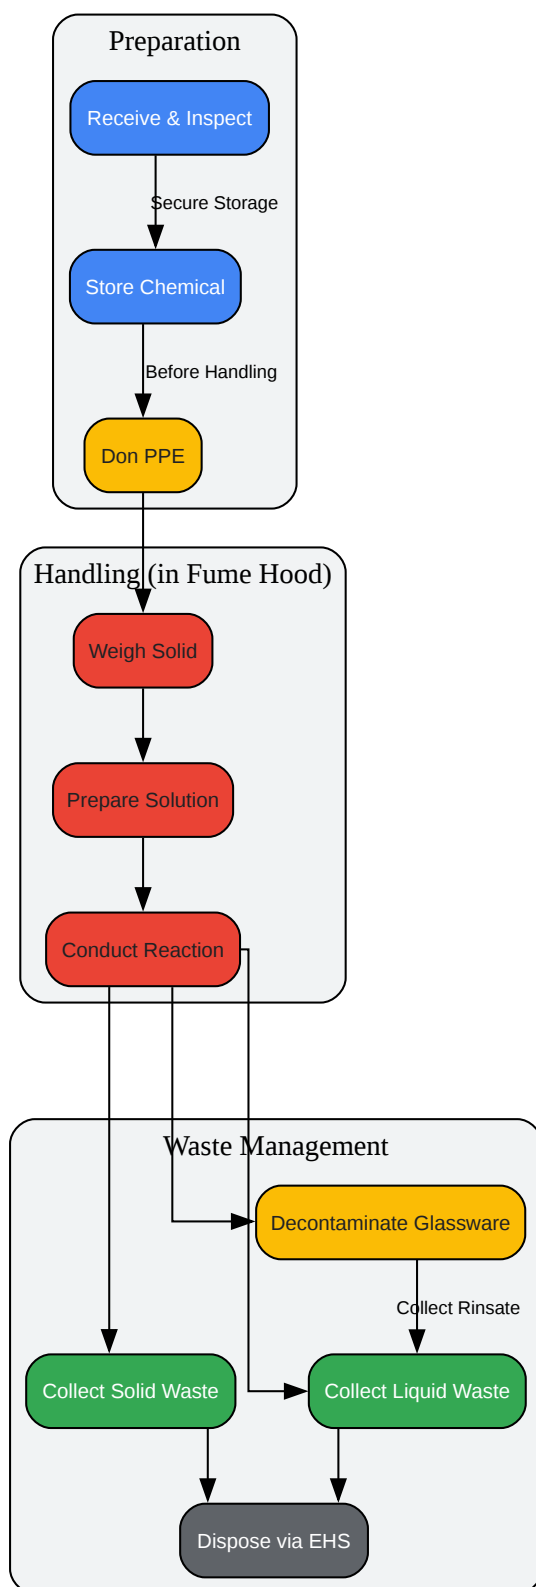 Preparation
Receive & Inspect
Secure Storage
Store Chemical
Before Handling
Don PPE
Handling (in Fume Hood)
Weigh Solid
Prepare Solution
Conduct Reaction
Waste Management
Decontaminate Glassware
Collect Rinsate
Collect Solid Waste
Collect Liquid Waste
Dispose via EHS